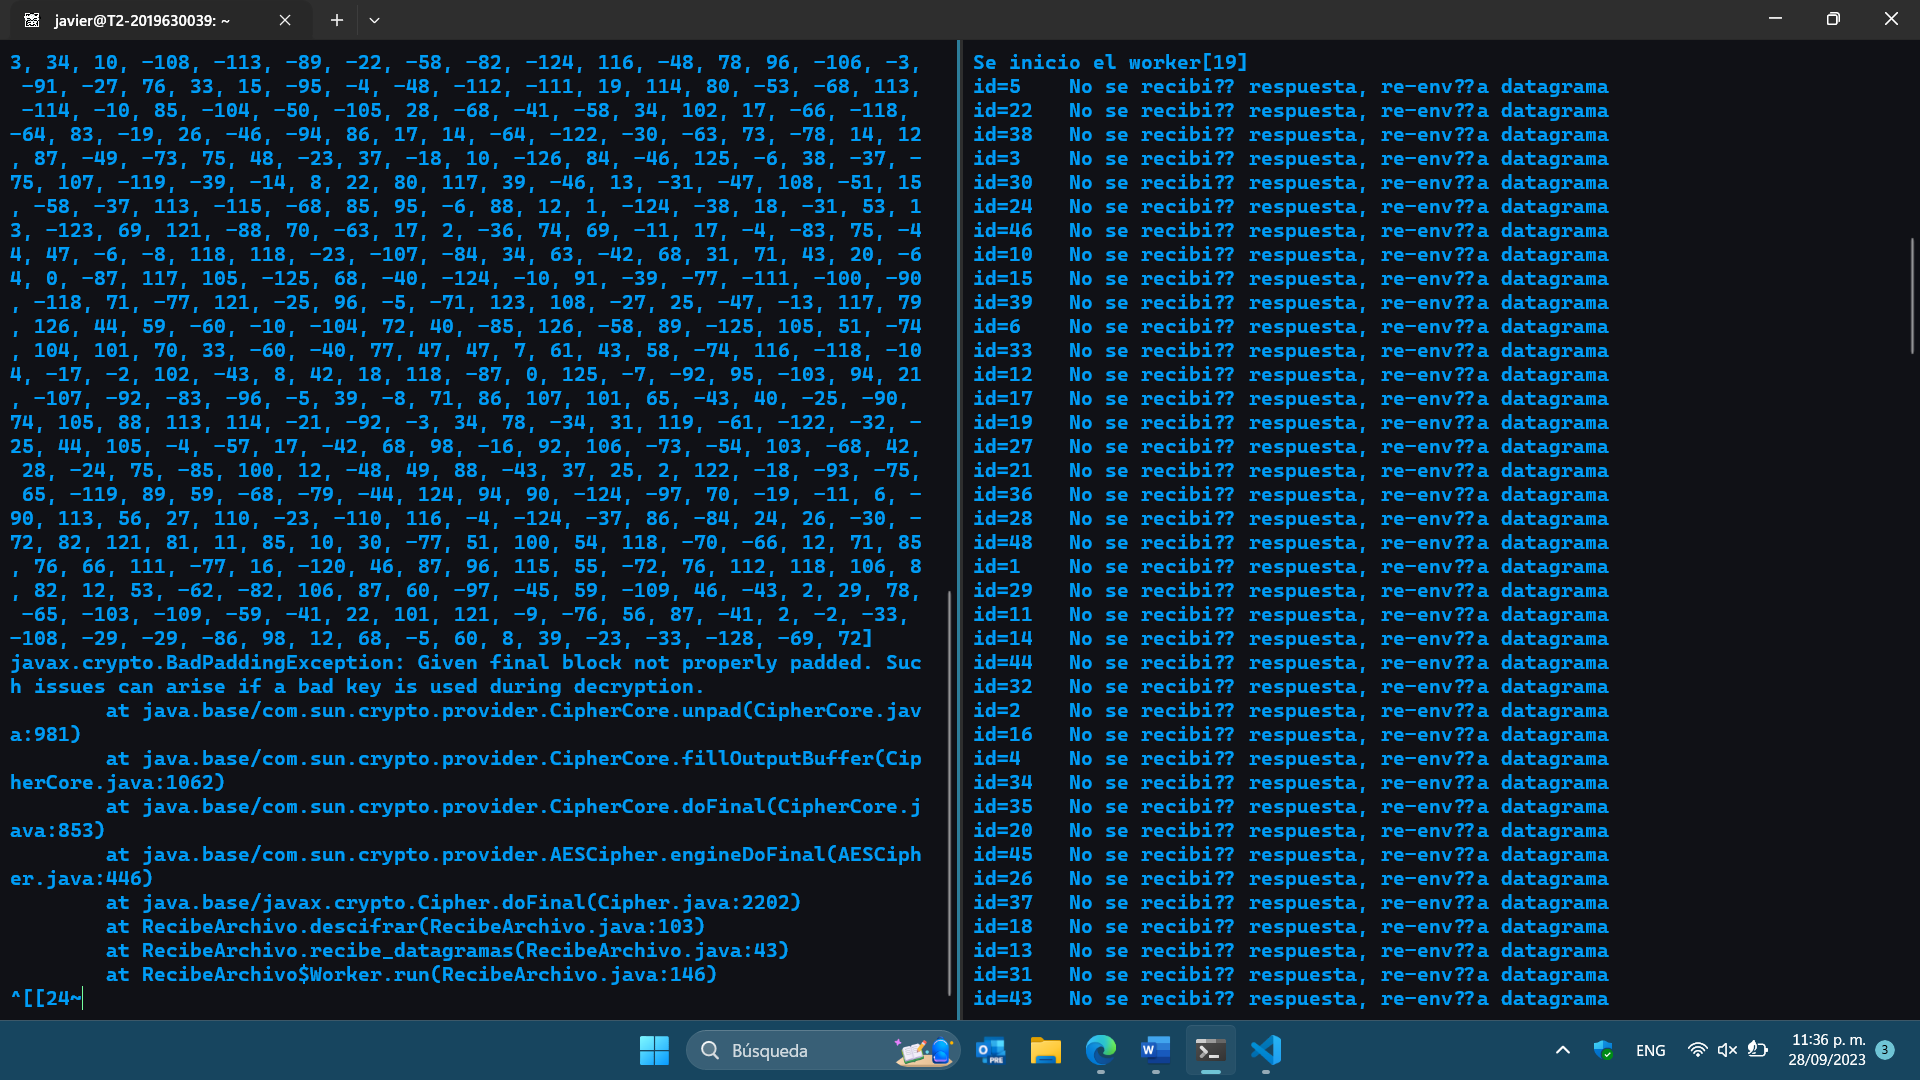 javier@T2-2019630039: ~
3, 34, 10, -108, -113, -89, -22, -58, -82, -124, 116, -48, 78, 96, -106, -3,
-91, -27, 76, 33, 15, -95, -4, -48, -112, -111, 19, 114, 80, -53, -68, 113,
-114, -10, 85, -104, -50, -105, 28, -68, -41, -58, 34, 102, 17, -66, -118,
-64, 83, -19, 26, -46, -94, 86, 17, 14, -64, -122, -30, -63, 73, -78, 14, 12
, 87, -49, -73, 75, 48, -23, 37, -18, 10, -126, 84, -46, 125, -6, 38, -37, -
75, 107, -119, -39, -14, 8, 22, 80, 117, 39, -46, 13, -31, -47, 108, -51, 15
, -58, -37, 113, -115, -68, 85, 95, -6, 88, 12, 1, -124, -38, 18, -31, 53, 1
3, -123, 69, 121, -88, 70, -63, 17, 2, -36, 74, 69, -11, 17, -4, -83, 75, -4
4, 47, -6, -8, 118, 118, -23, -107, -84, 34, 63, -42, 68, 31, 71, 43, 20, -6
4, 0, -87, 117, 105, -125, 68, -40, -124, -10, 91, -39, -77, -111, -100, -90
, -118, 71, -77, 121, -25, 96, -5, -71, 123, 108, -27, 25, -47, -13, 117, 79
, 126, 44, 59, -60, -10, -104, 72, 40, -85, 126, -58, 89, -125, 105, 51, -74
, 104, 101, 70, 33, -60, -40, 77, 47, 47, 7, 61, 43, 58, -74, 116, -118, -10
4, -17, -2, 102, -43, 8, 42, 18, 118, -87, 0, 125, -7, -92, 95, -103, 94, 21
, -107, -92, -83, -96, -5, 39, -8, 71, 86, 107, 101, 65, -43, 40, -25, -90,
74, 105, 88, 113, 114, -21, -92, -3, 34, 78, -34, 31, 119, -61, -122, -32, -
25, 44, 105, -4, -57, 17, -42, 68, 98, -16, 92, 106, -73, -54, 103, -68, 42,
28, -24, 75, -85, 100, 12, -48, 49, 88, -43, 37, 25, 2, 122, -18, -93, -75,
65, -119, 89, 59, -68, -79, -44, 124, 94, 90, -124, -97, 70, -19, -11, 6, -
90, 113, 56, 27, 110, -23, -110, 116, -4, -124, -37, 86, -84, 24, 26, -30, -
72, 82, 121, 81, 11, 85, 10, 30, -77, 51, 100, 54, 118, -70, -66, 12, 71, 85
, 76, 66, 111, -77, 16, -120, 46, 87, 96, 115, 55, -72, 76, 112, 118, 106, 8
, 82, 12, 53, -62, -82, 106, 87, 60, -97, -45, 59, -109, 46, -43, 2, 29, 78,
-65, -103, -109, -59, -41, 22, 101, 121, -9, -76, 56, 87, -41, 2, -2, -33,
-108, -29, -29, -86, 98, 12, 68, -5, 60, 8, 39, -23, -33, -128, -69, 72]
javax.crypto.BadPaddingException: Given final block not properly padded. Suc
h issues can arise if a bad key is used during decryption.
at java.base/com.sun.crypto.provider.CipherCore.unpad(CipherCore.jav
a:981)
at java.base/com.sun.crypto.provider.CipherCore.fillOutputBuffer(Cip
herCore.java:1062)
at java.base/com.sun.crypto.provider.CipherCore.doFinal(CipherCore.j
ava:853)
at java.base/com.sun.crypto.provider.AESCipher.engineDoFinal(AESCiph
er.java:446)
at java.base/javax.crypto.Cipher.doFinal(Cipher.java:2202)
at RecibeArchivo.descifrar(RecibeArchivo.java:103)
at RecibeArchivo.recibe_datagramas(RecibeArchivo.java:43)
at RecibeArchivo$Worker.run(RecibeArchivo.java:146)
^[[24~
Se inicio el worker[19]
id=5 No se recibi?? respuesta, re-env??a datagrama
id=22 No se recibi?? respuesta, re-env??a datagrama
id=38 No se recibi?? respuesta, re-env??a datagrama
id=3 No se recibi?? respuesta, re-env??a datagrama
id=30 No se recibi?? respuesta, re-env??a datagrama
id=24 No se recibi?? respuesta, re-env??a datagrama
id=46 No se recibi?? respuesta, re-env??a datagrama
id=10 No se recibi?? respuesta, re-env??a datagrama
id=15 No se recibi?? respuesta, re-env??a datagrama
id=39 No se recibi?? respuesta, re-env??a datagrama
id=6 No se recibi?? respuesta, re-env??a datagrama
id=33 No se recibi?? respuesta, re-env??a datagrama
id=12 No se recibi?? respuesta, re-env??a datagrama
id=17 No se recibi?? respuesta, re-env??a datagrama
id=19 No se recibi?? respuesta, re-env??a datagrama
id=27 No se recibi?? respuesta, re-env??a datagrama
id=21 No se recibi?? respuesta, re-env??a datagrama
id=36 No se recibi?? respuesta, re-env??a datagrama
id=28 No se recibi?? respuesta, re-env??a datagrama
id=48 No se recibi?? respuesta, re-env??a datagrama
id=1 No se recibi?? respuesta, re-env??a datagrama
id=29 No se recibi?? respuesta, re-env??a datagrama
id=11 No se recibi?? respuesta, re-env??a datagrama
id=14 No se recibi?? respuesta, re-env??a datagrama
id=44 No se recibi?? respuesta, re-env??a datagrama
id=32 No se recibi?? respuesta, re-env??a datagrama
id=2 No se recibi?? respuesta, re-env??a datagrama
id=16 No se recibi?? respuesta, re-env??a datagrama
id=4 No se recibi?? respuesta, re-env??a datagrama
id=34 No se recibi?? respuesta, re-env??a datagrama
id=35 No se recibi?? respuesta, re-env??a datagrama
id=20 No se recibi?? respuesta, re-env??a datagrama
id=45 No se recibi?? respuesta, re-env??a datagrama
id=26 No se recibi?? respuesta, re-env??a datagrama
id=37 No se recibi?? respuesta, re-env??a datagrama
id=18 No se recibi?? respuesta, re-env??a datagrama
id=13 No se recibi?? respuesta, re-env??a datagrama
id=31 No se recibi?? respuesta, re-env??a datagrama
id=43 No se recibi?? respuesta, re-env??a datagrama
Búsqueda
PRE
ENG
11:36 p. m.
28/09/2023
3